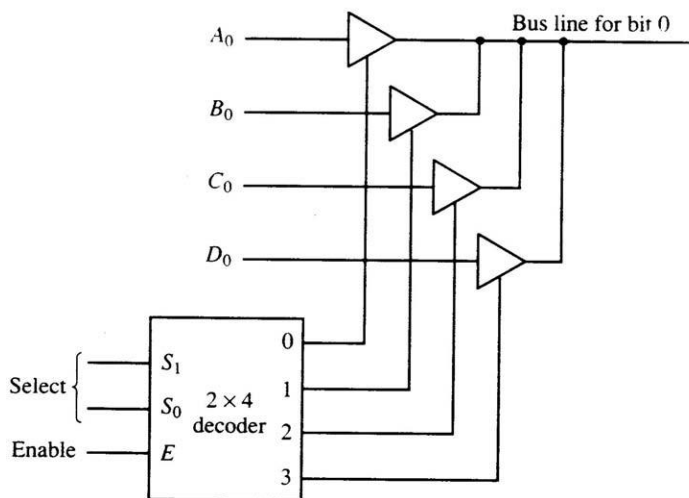 Bus line for bit 0
A₀
B₀
C₀
D₀
Select
S₁
S₀
Enable
E
2 × 4
decoder
0
1
2
3